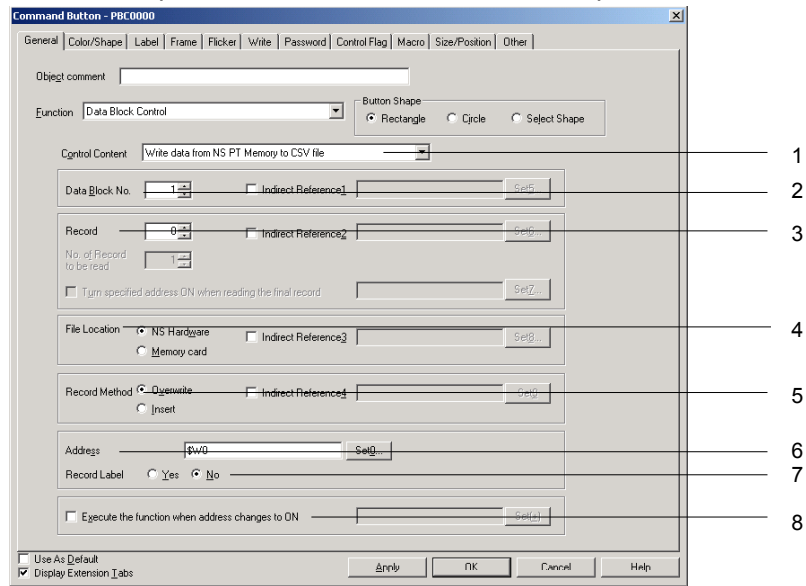 Command Button - PBC0000
General Color/Shape Label Frame Flicker Write Password Control Flag Macro Size/Position Other
Object comment
Function Data Block Control
Button Shape
Rectangle Circle Select Shape
Control Content Write data from NS PT Memory to CSV file
1
Data Block No. 1 Indirect Reference1 Set5...
2
Record 0 Indirect Reference2 Set6...
3
No. of Record
to be read 1
Turn specified address ON when reading the final record Set7...
File Location NS Hardware Indirect Reference3 Set8...
4
Memory card
Record Method Overwrite Indirect Reference4 Set9
5
Insert
Address $W0 Set0...
6
Record Label Yes No
7
Execute the function when address changes to ON Set(+)
8
Use As Default
Display Extension Tabs
Apply OK Cancel Help